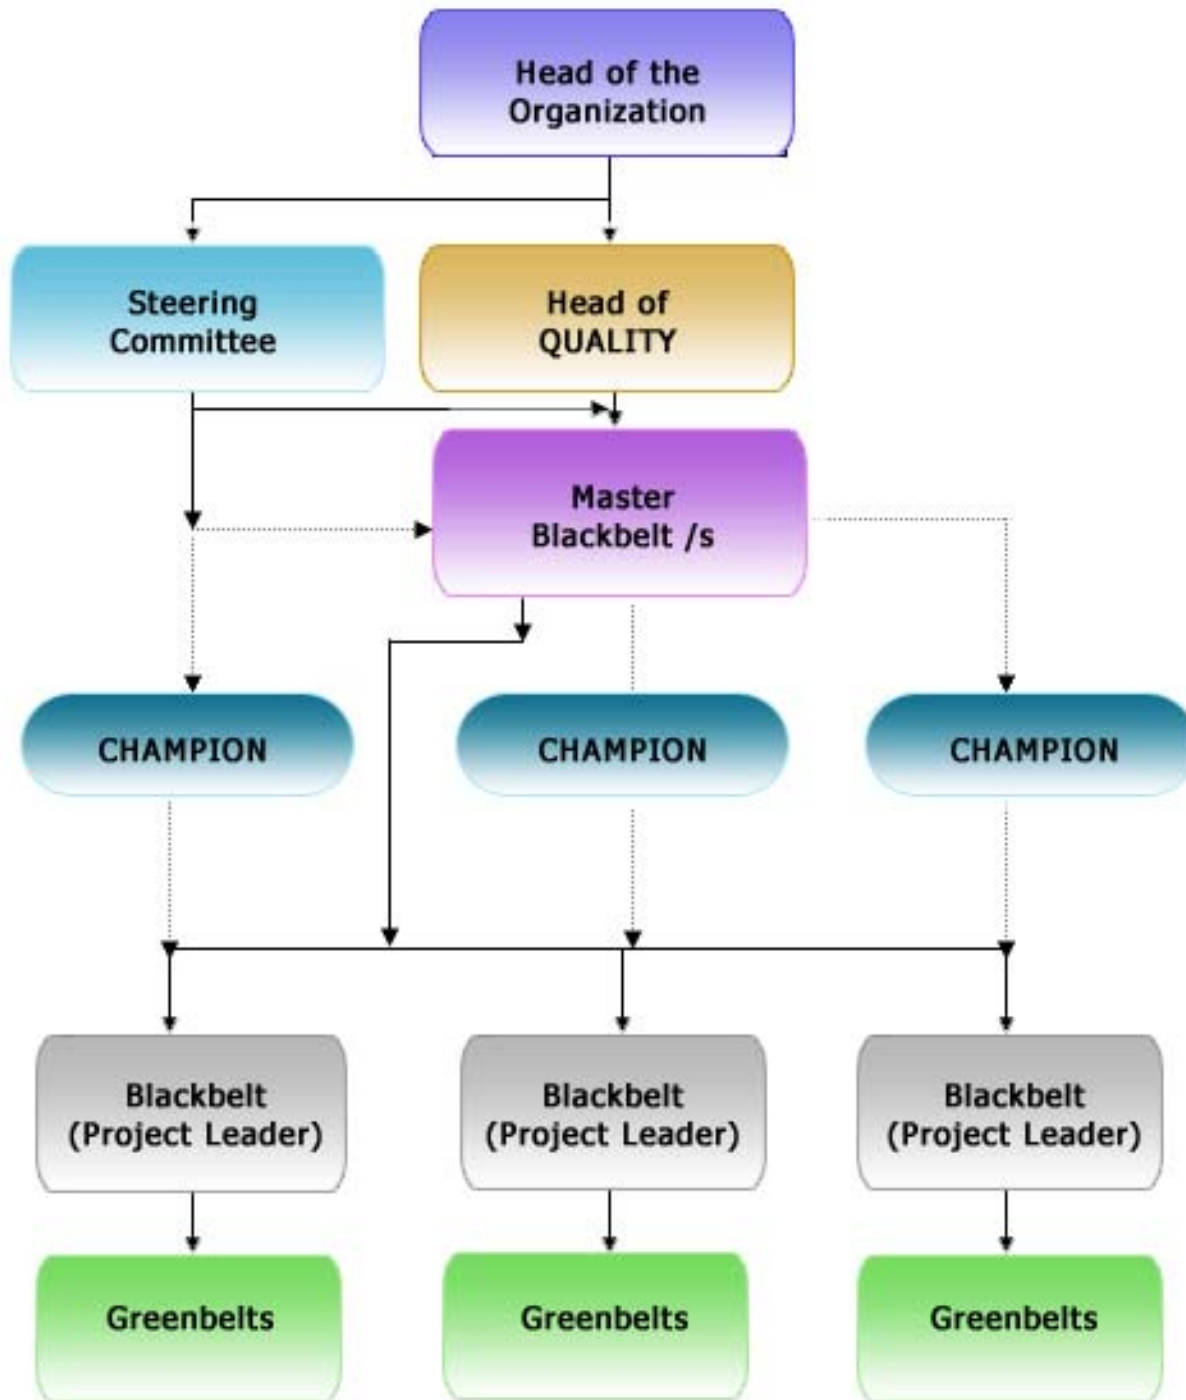 Head of the
Organization
Steering
Committee
Head of
QUALITY
Master
Blackbelt /s
CHAMPION
CHAMPION
CHAMPION
Blackbelt
(Project Leader)
Blackbelt
(Project Leader)
Blackbelt
(Project Leader)
Greenbelts
Greenbelts
Greenbelts